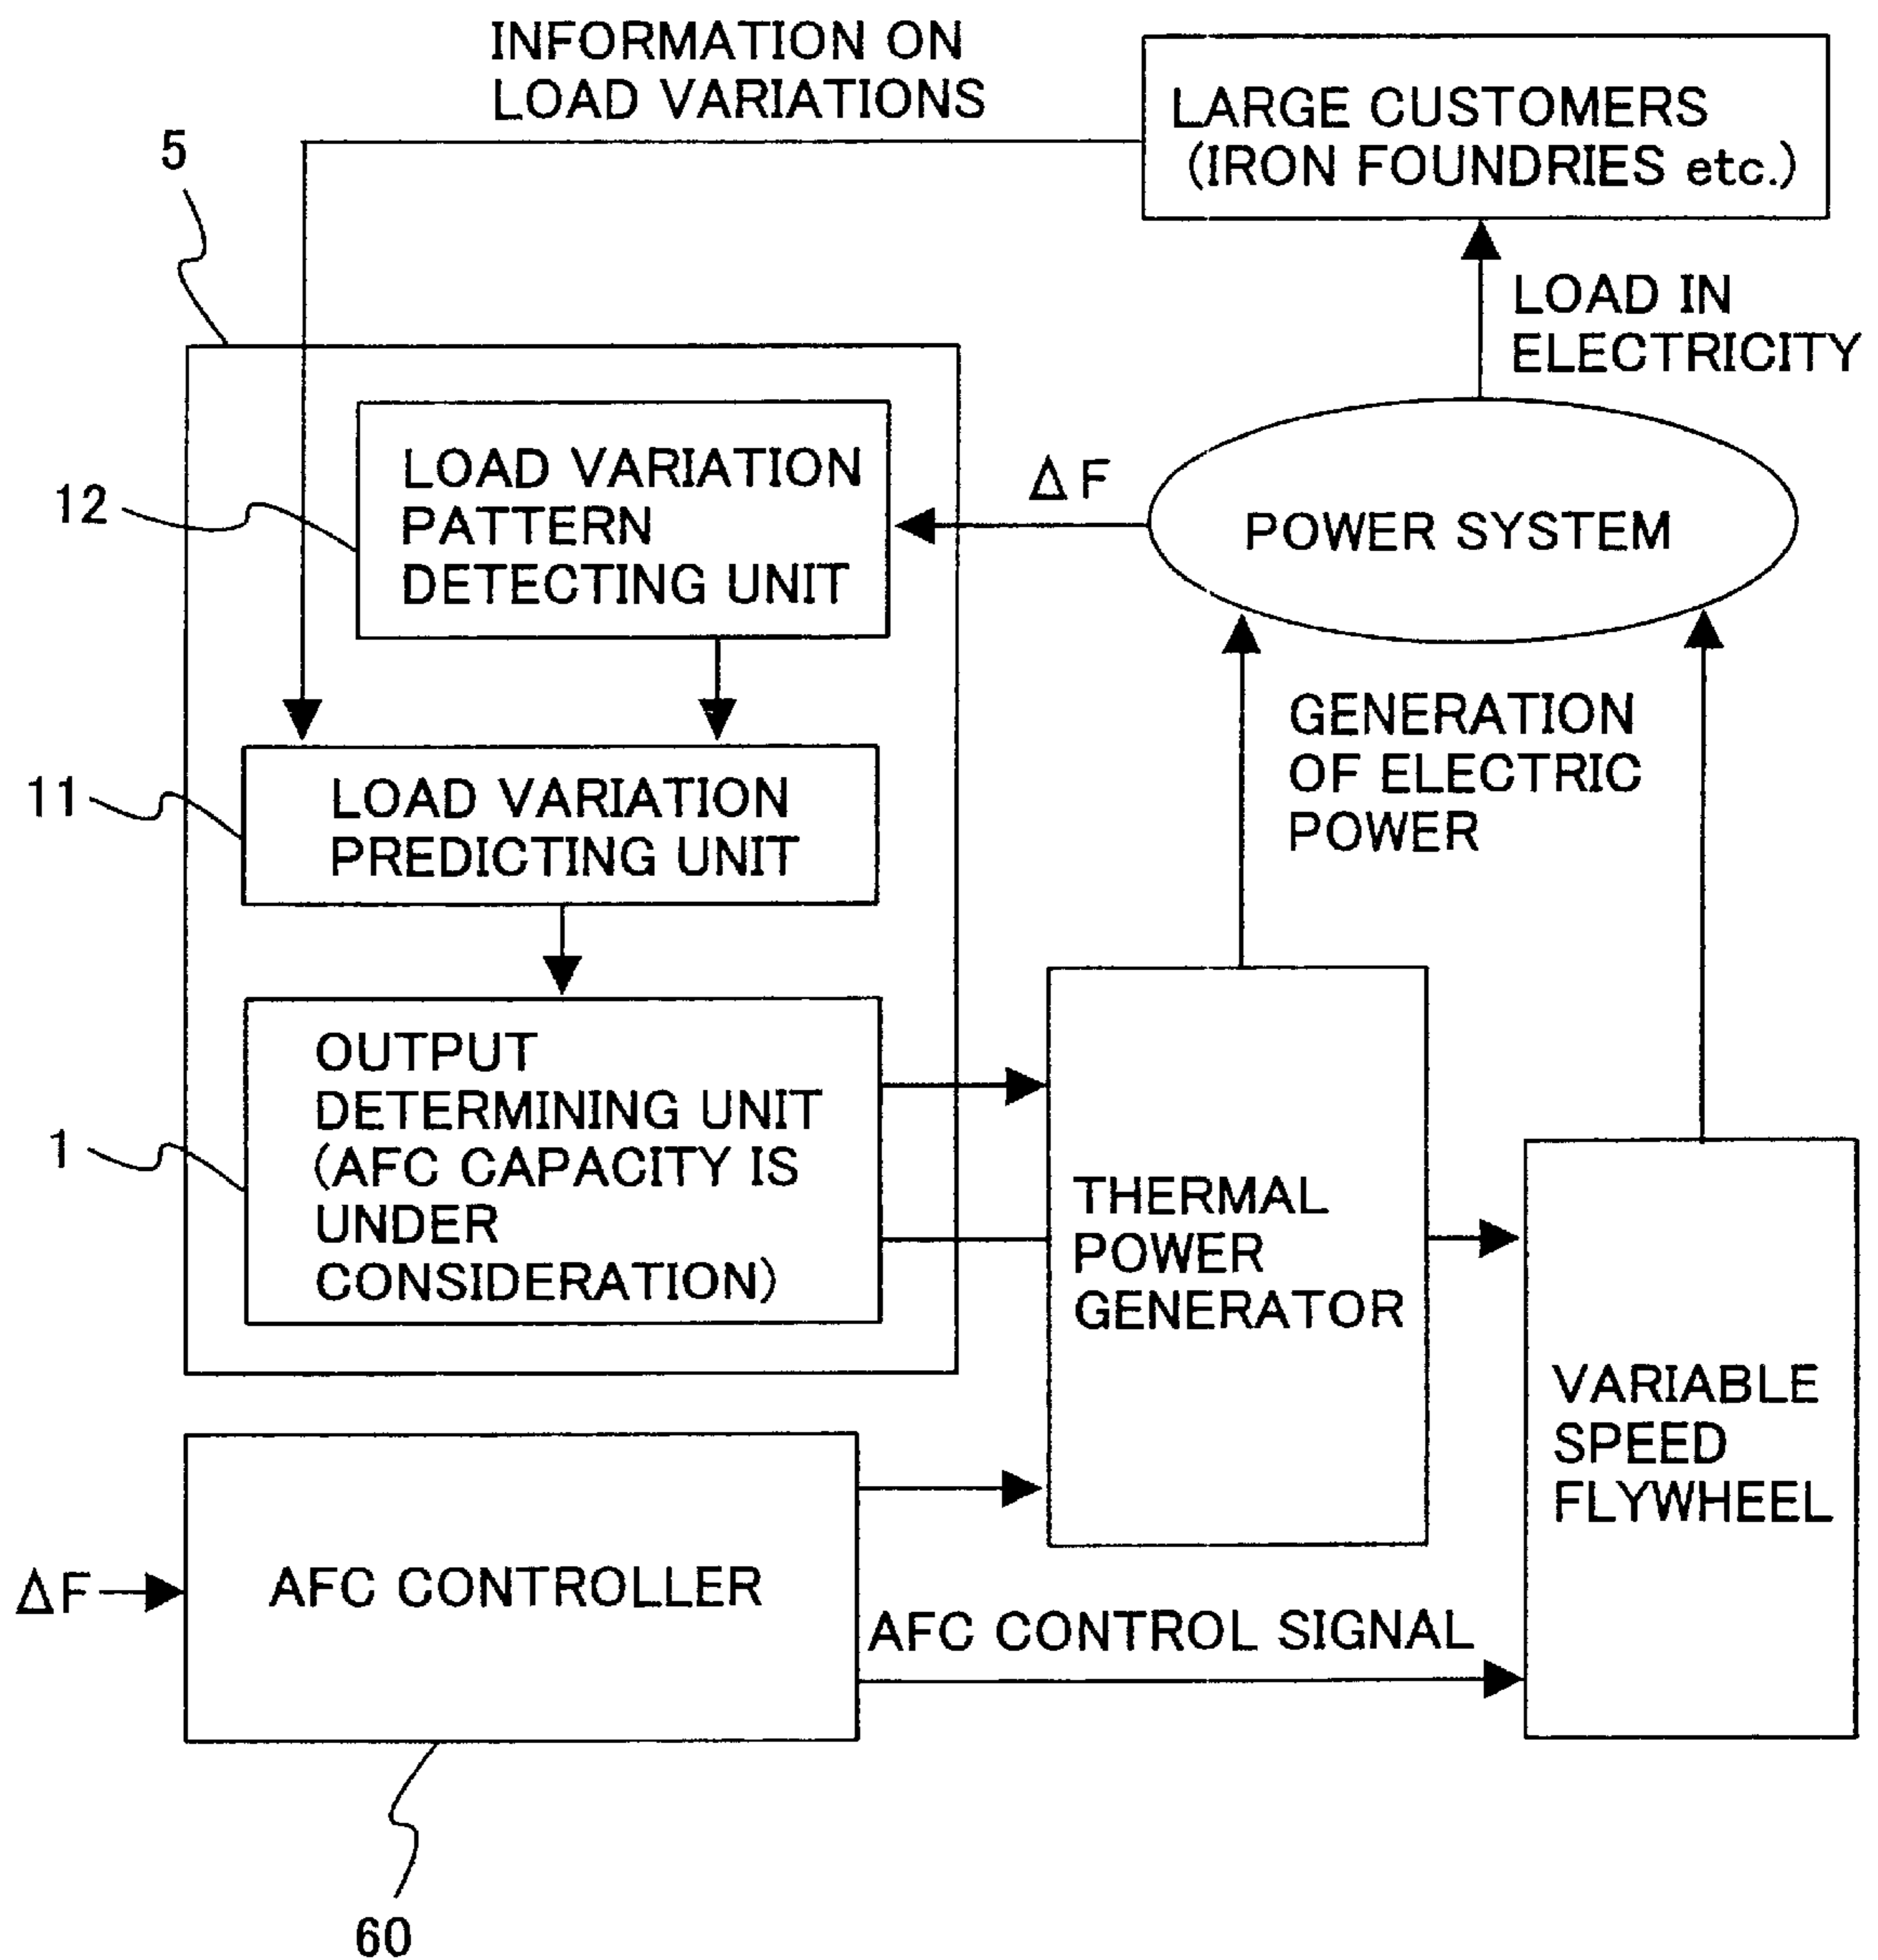 INFORMATION ON
LOAD VARIATIONS
LARGE CUSTOMERS
(IRON FOUNDRIES etc.)
5
LOAD IN
ELECTRICITY
12
LOAD VARIATION
PATTERN
DETECTING UNIT
ΔF
POWER SYSTEM
11
LOAD VARIATION
PREDICTING UNIT
GENERATION
OF ELECTRIC
POWER
1
OUTPUT
DETERMINING UNIT
(AFC CAPACITY IS
UNDER
CONSIDERATION)
THERMAL
POWER
GENERATOR
VARIABLE
SPEED
FLYWHEEL
ΔF
AFC CONTROLLER
AFC CONTROL SIGNAL
60